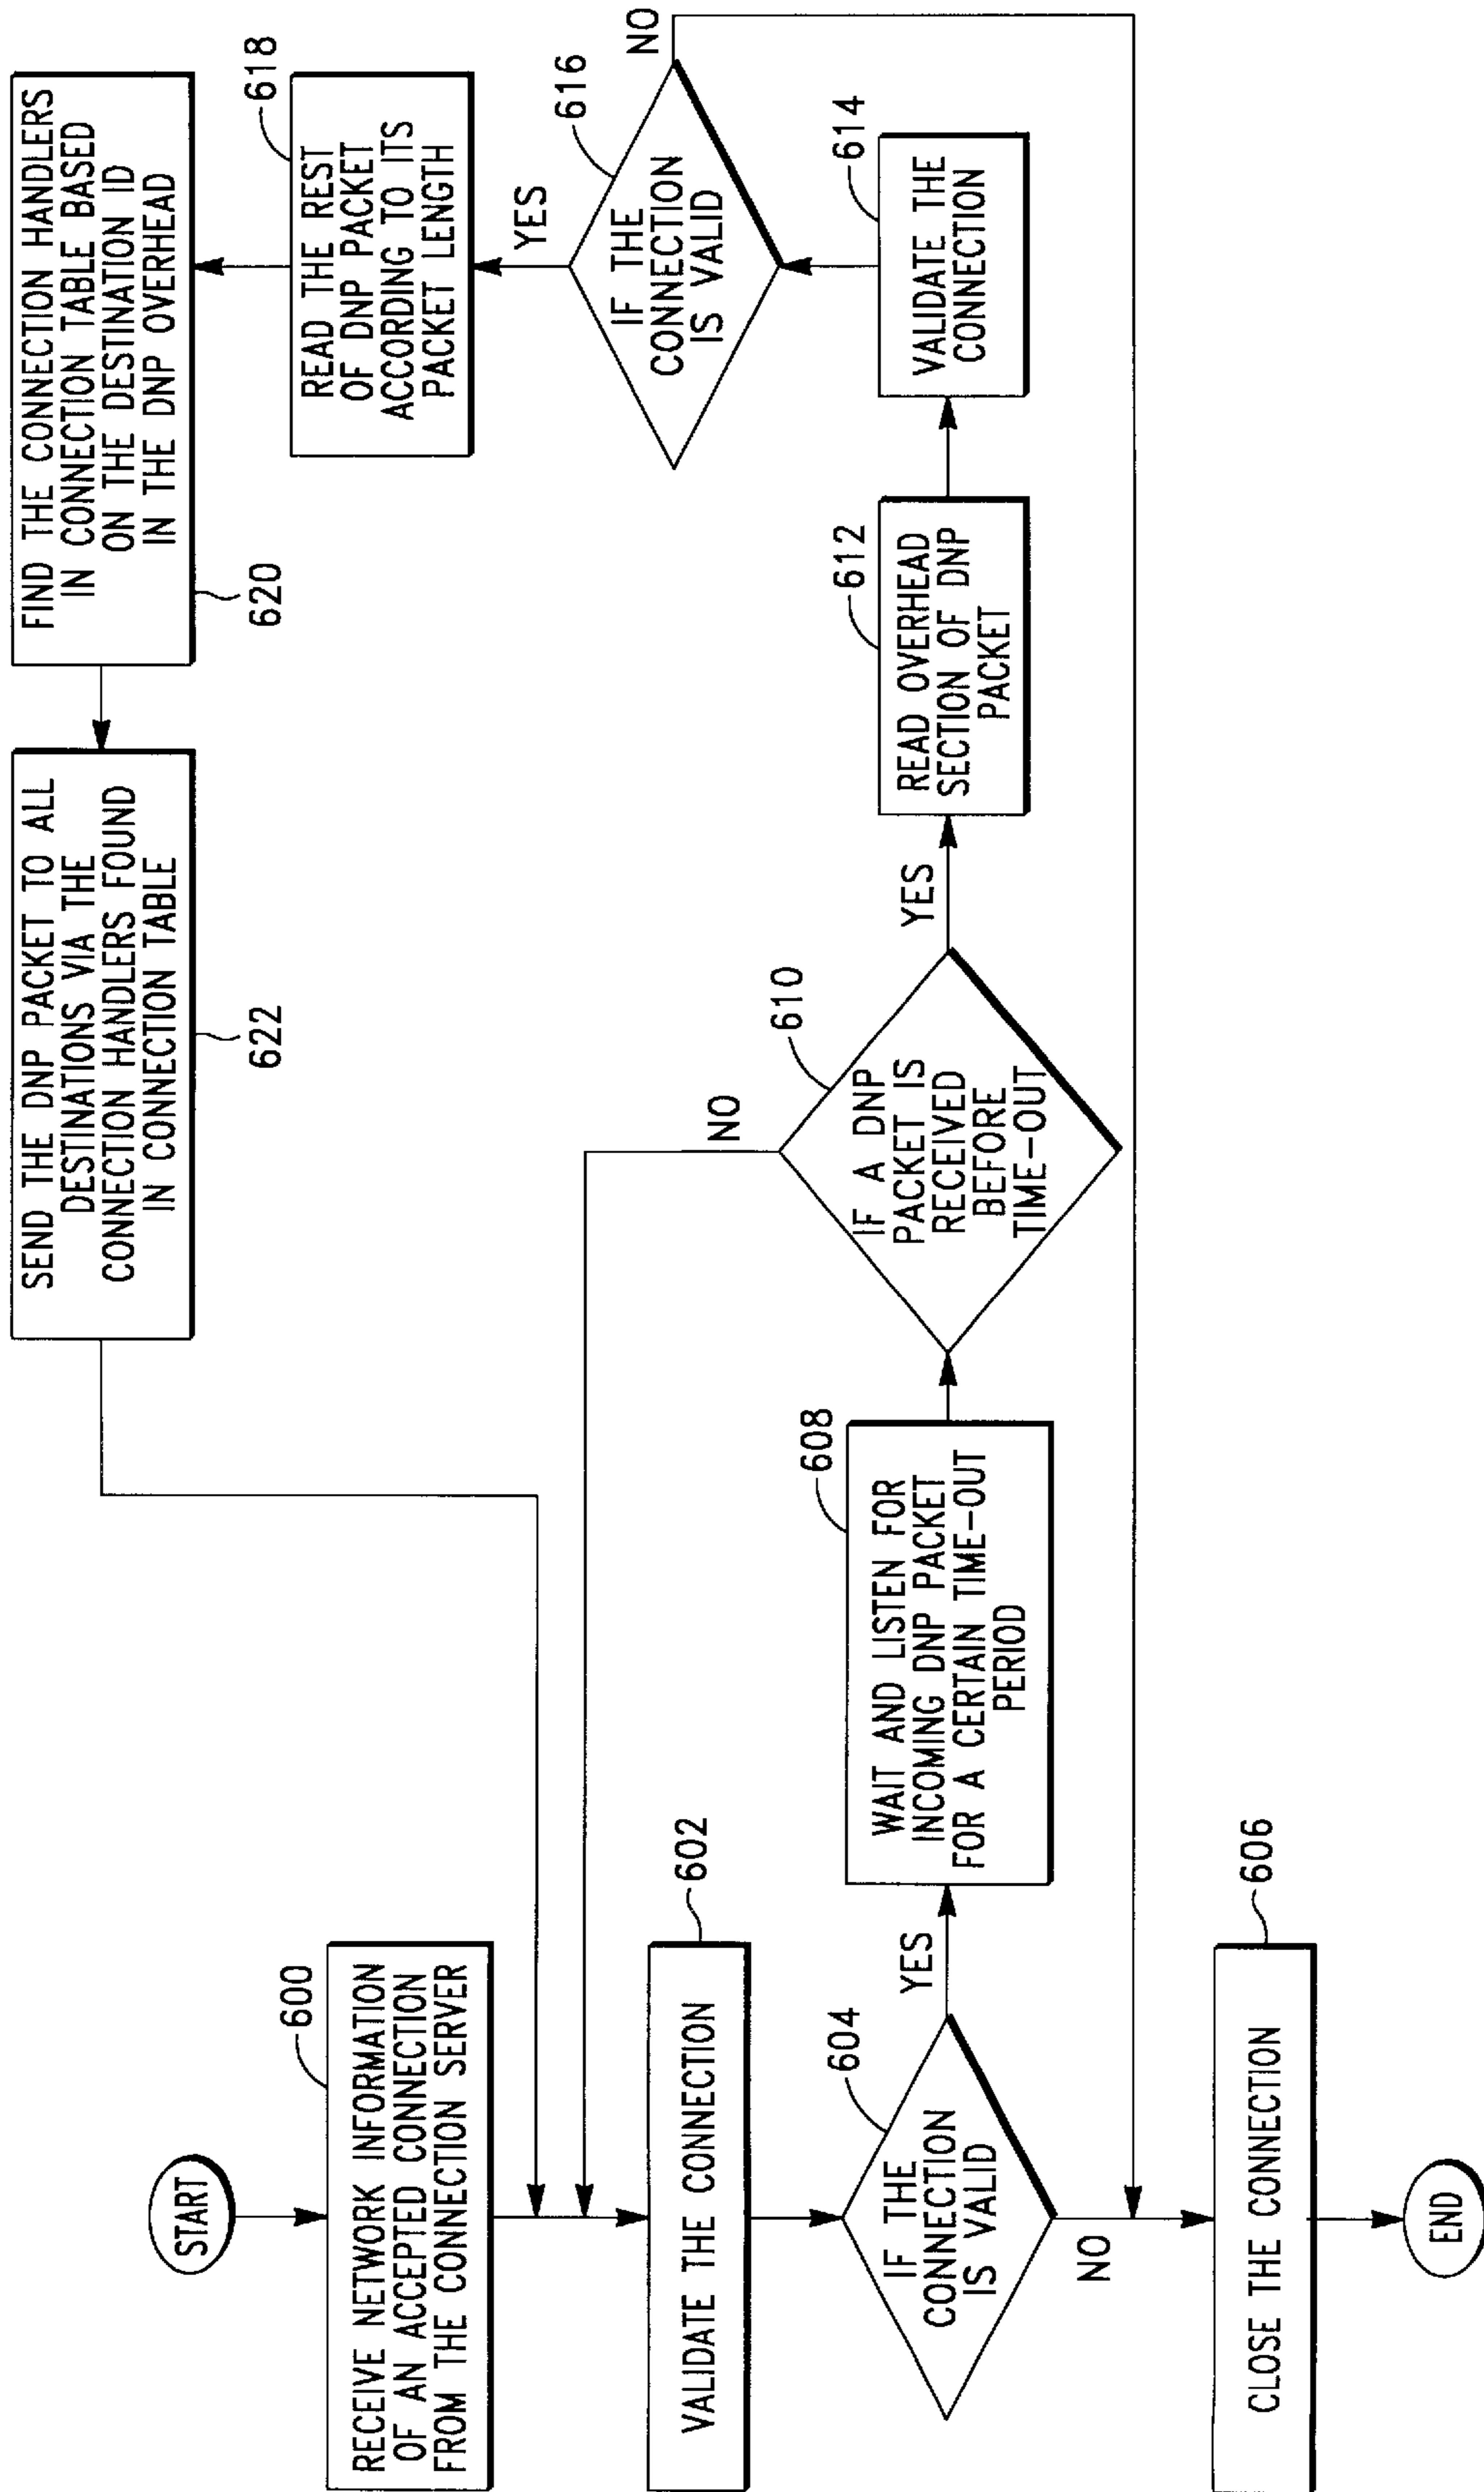 START
600
RECEIVE NETWORK INFORMATION
OF AN ACCEPTED CONNECTION
FROM THE CONNECTION SERVER
602
VALIDATE THE CONNECTION
604
IF THE
CONNECTION
IS VALID
YES
NO
606
CLOSE THE CONNECTION
END
608
WAIT AND LISTEN FOR
INCOMING DNP PACKET
FOR A CERTAIN TIME-OUT
PERIOD
610
IF A DNP
PACKET IS
RECEIVED
BEFORE
TIME-OUT
NO
YES
612
READ OVERHEAD
SECTION OF DNP
PACKET
614
VALIDATE THE
CONNECTION
616
IF THE
CONNECTION
IS VALID
NO
YES
618
READ THE REST
OF DNP PACKET
ACCORDING TO ITS
PACKET LENGTH
FIND THE CONNECTION HANDLERS
IN CONNECTION TABLE BASED
ON THE DESTINATION ID
IN THE DNP OVERHEAD
620
SEND THE DNP PACKET TO ALL
DESTINATIONS VIA THE
CONNECTION HANDLERS FOUND
IN CONNECTION TABLE
622